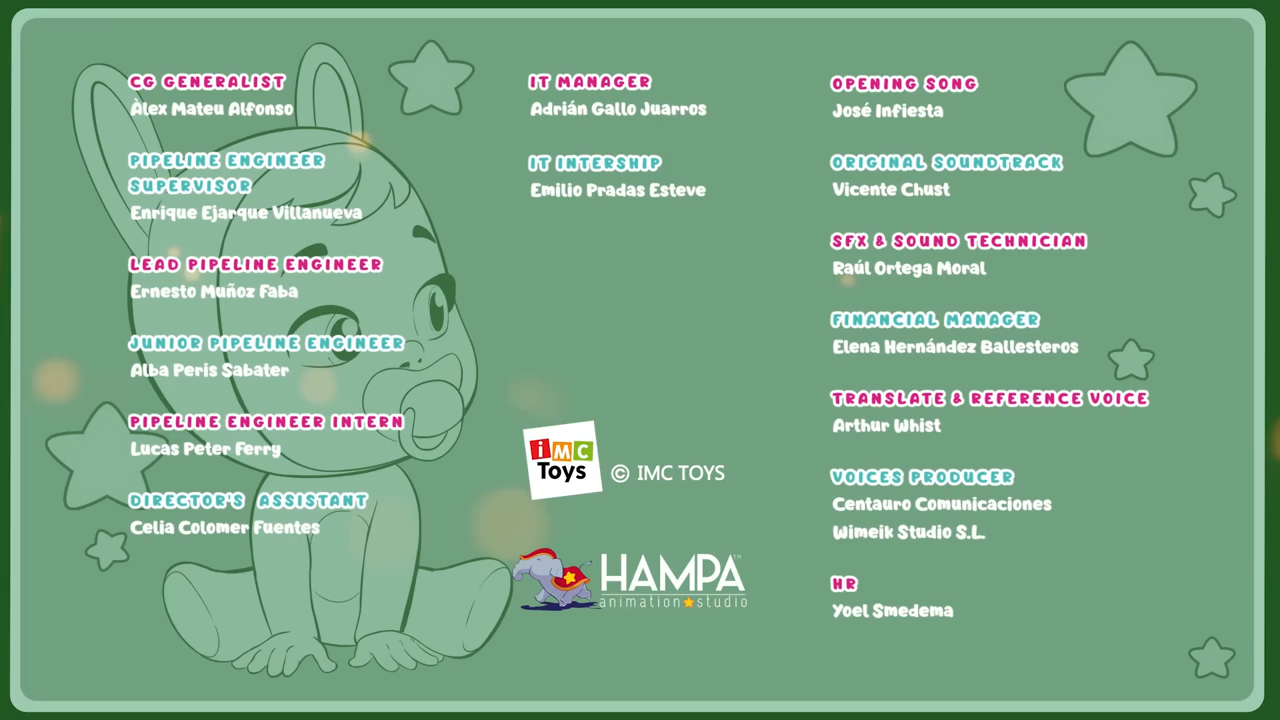 CG GENERALIST
Àlex Mateu Alfonso
PIPELINE ENGINEER
SUPERVISOR
Enrique Ejarque Villanueva
LEAD PIPELINE ENGINEER
Ernesto Muñoz Faba
JUNIOR PIPELINE ENGINEER
Alba Peris Sabater
PIPELINE ENGINEER INTERN
Lucas Peter Ferry
DIRECTOR'S ASSISTANT
Celia Colomer Fuentes
IT MANAGER
Adrián Gallo Juarros
IT INTERSHIP
Emilio Pradas Esteve
iMC
Toys
© IMC TOYS
HAMPA™
animation studio
OPENING SONG
José Infiesta
ORIGINAL SOUNDTRACK
Vicente Chust
SFX & SOUND TECHNICIAN
Raúl Ortega Moral
FINANCIAL MANAGER
Elena Hernández Ballesteros
TRANSLATE & REFERENCE VOICE
Arthur Whist
VOICES PRODUCER
Centauro Comunicaciones
Wimeik Studio S.L.
HR
Yoel Smedema